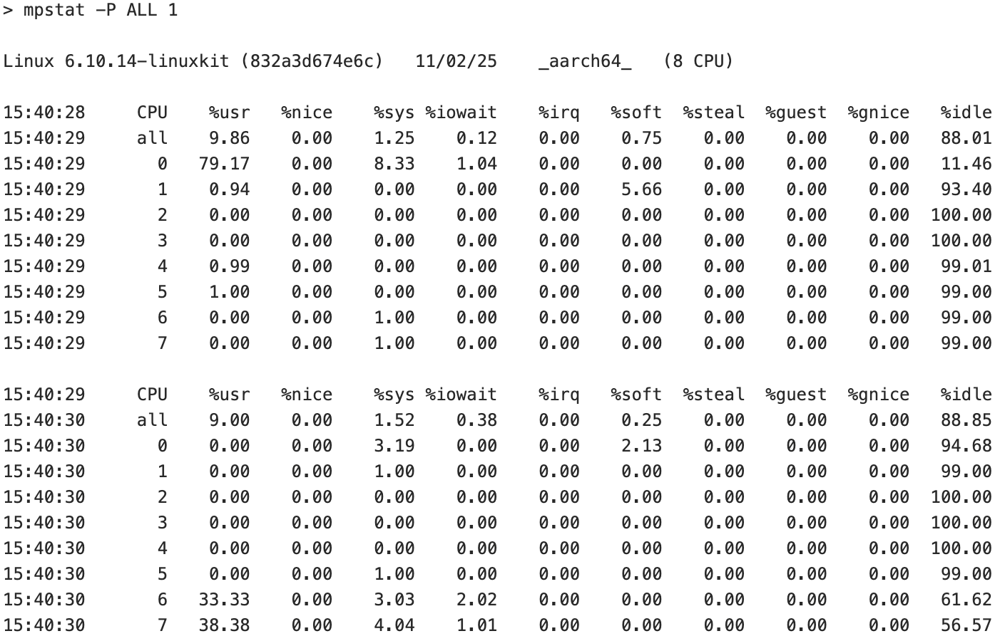 > mpstat -P ALL 1
Linux 6.10.14-linuxkit (832a3d674e6c)   11/02/25    _aarch64_   (8 CPU)
15:40:28     CPU    %usr   %nice    %sys %iowait    %irq   %soft  %steal  %guest  %gnice   %idle
15:40:29     all    9.86    0.00    1.25    0.12    0.00    0.75    0.00    0.00    0.00   88.01
15:40:29       0   79.17    0.00    8.33    1.04    0.00    0.00    0.00    0.00    0.00   11.46
15:40:29       1    0.94    0.00    0.00    0.00    0.00    5.66    0.00    0.00    0.00   93.40
15:40:29       2    0.00    0.00    0.00    0.00    0.00    0.00    0.00    0.00    0.00  100.00
15:40:29       3    0.00    0.00    0.00    0.00    0.00    0.00    0.00    0.00    0.00  100.00
15:40:29       4    0.99    0.00    0.00    0.00    0.00    0.00    0.00    0.00    0.00   99.01
15:40:29       5    1.00    0.00    0.00    0.00    0.00    0.00    0.00    0.00    0.00   99.00
15:40:29       6    0.00    0.00    1.00    0.00    0.00    0.00    0.00    0.00    0.00   99.00
15:40:29       7    0.00    0.00    1.00    0.00    0.00    0.00    0.00    0.00    0.00   99.00
15:40:29     CPU    %usr   %nice    %sys %iowait    %irq   %soft  %steal  %guest  %gnice   %idle
15:40:30     all    9.00    0.00    1.52    0.38    0.00    0.25    0.00    0.00    0.00   88.85
15:40:30       0    0.00    0.00    3.19    0.00    0.00    2.13    0.00    0.00    0.00   94.68
15:40:30       1    0.00    0.00    1.00    0.00    0.00    0.00    0.00    0.00    0.00   99.00
15:40:30       2    0.00    0.00    0.00    0.00    0.00    0.00    0.00    0.00    0.00  100.00
15:40:30       3    0.00    0.00    0.00    0.00    0.00    0.00    0.00    0.00    0.00  100.00
15:40:30       4    0.00    0.00    0.00    0.00    0.00    0.00    0.00    0.00    0.00  100.00
15:40:30       5    0.00    0.00    1.00    0.00    0.00    0.00    0.00    0.00    0.00   99.00
15:40:30       6   33.33    0.00    3.03    2.02    0.00    0.00    0.00    0.00    0.00   61.62
15:40:30       7   38.38    0.00    4.04    1.01    0.00    0.00    0.00    0.00    0.00   56.57